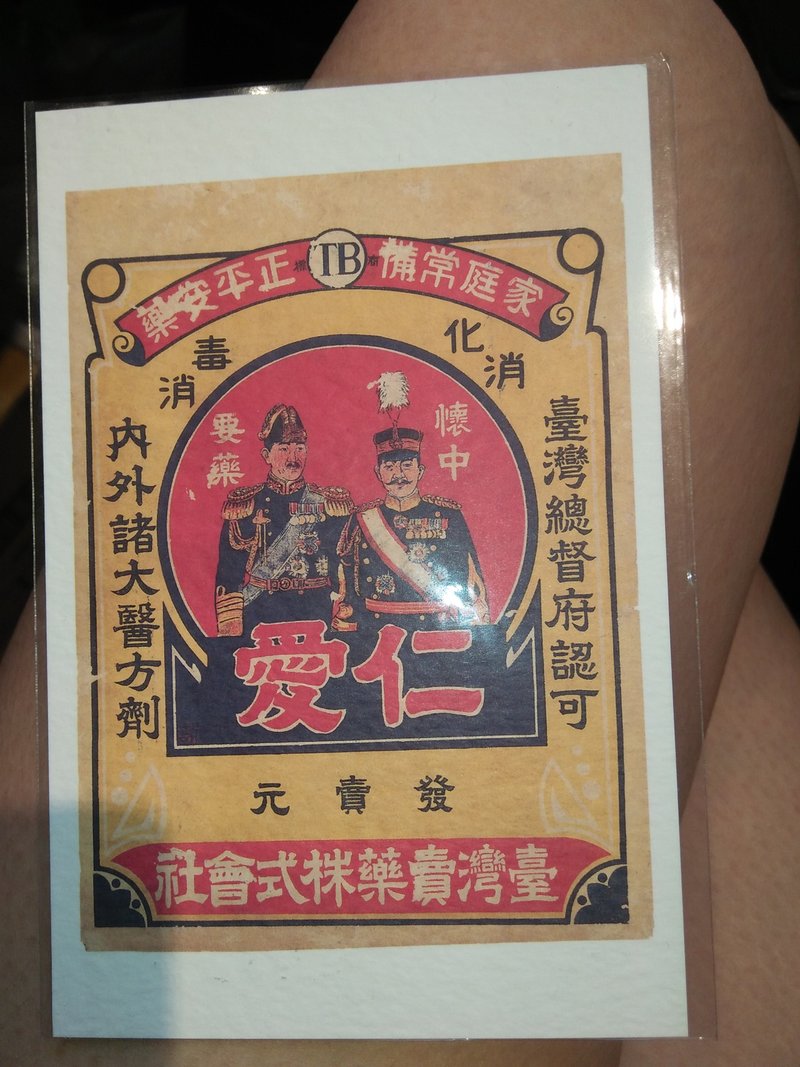 家庭常備
商標
TB
正平安藥
消化
毒消
臺灣總督府認可
懷中
要藥
內外諸大醫方劑
仁愛
發賣元
臺灣賣藥株式會社